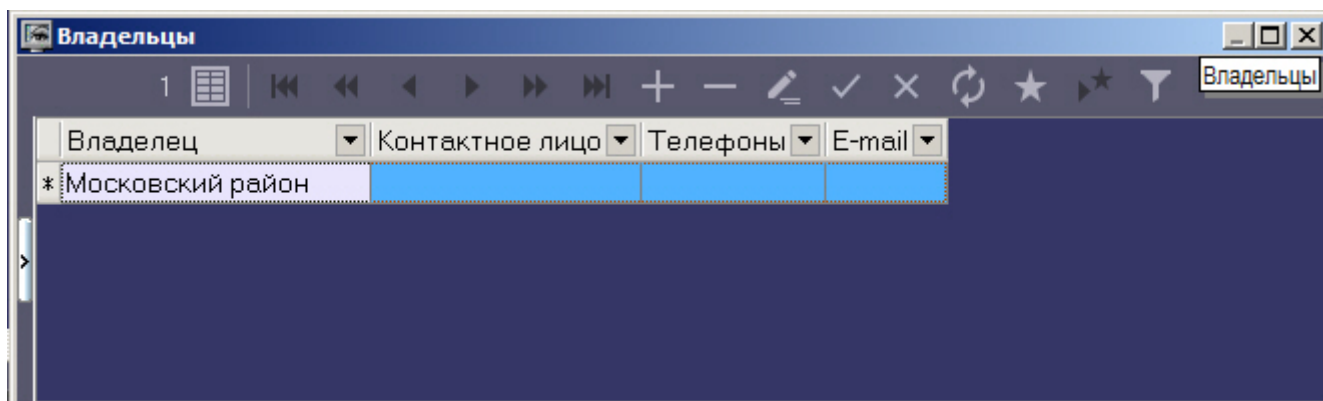 Владельцы
1
Владельцы
Владелец Контактное лицо Телефоны E-mail
* Московский район